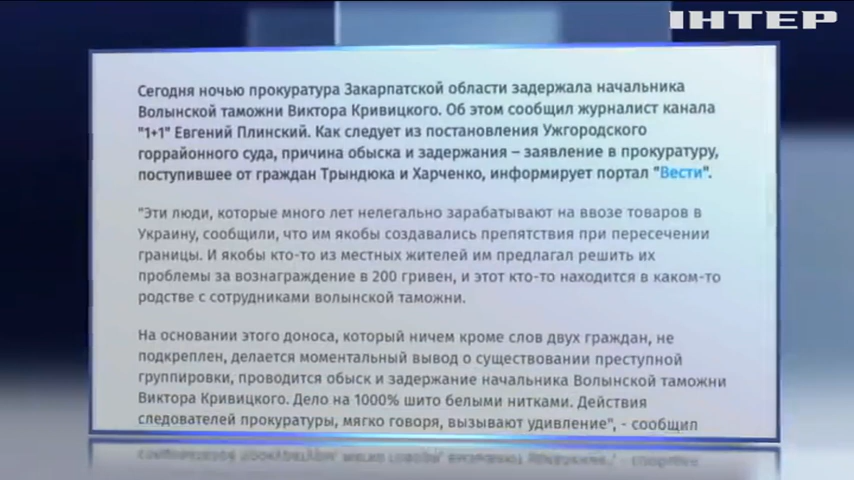 ІНТЕР
Сегодня ночью прокуратура Закарпатской области задержала начальника
Волынской таможни Виктора Кривицкого. Об этом сообщил журналист канала
"1+1" Евгений Плинский. Как следует из постановления Ужгородского
горрайонного суда, причина обыска и задержания – заявление в прокуратуру,
поступившее от граждан Трындюка и Харченко, информирует портал "Вести".
"Эти люди, которые много лет нелегально зарабатывают на ввозе товаров в
Украину, сообщили, что им якобы создавались препятствия при пересечении
границы. И якобы кто-то из местных жителей им предлагал решить их
проблемы за вознаграждение в 200 гривен, и этот кто-то находится в каком-то
родстве с сотрудниками волынской таможни.
На основании этого доноса, который ничем кроме слов двух граждан, не
подкреплен, делается моментальный вывод о существовании преступной
группировки, проводится обыск и задержание начальника Волынской таможни
Виктора Кривицкого. Дело на 1000% шито белыми нитками. Действия
следователей прокуратуры, мягко говоря, вызывают удивление", - сообщил